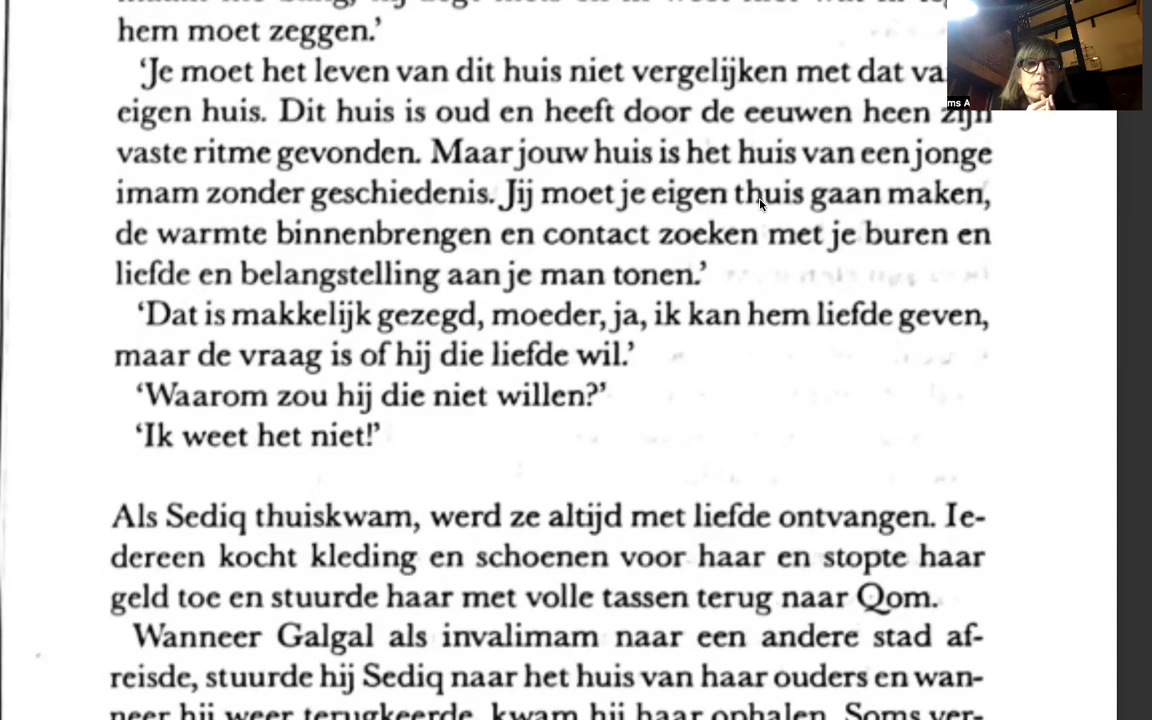 hem moet zeggen.’
‘Je moet het leven van dit huis niet vergelijken met dat
eigen huis. Dit huis is oud en heeft door de eeuwen heen zijn
vaste ritme gevonden. Maar jouw huis is het huis van een jonge
imam zonder geschiedenis. Jij moet je eigen thuis gaan maken,
de warmte binnenbrengen en contact zoeken met je buren en
liefde en belangstelling aan je man tonen.’
‘Dat is makkelijk gezegd, moeder, ja, ik kan hem liefde geven,
maar de vraag is of hij die liefde wil.’
‘Waarom zou hij die niet willen?’
‘Ik weet het niet!’
Als Sediq thuiskwam, werd ze altijd met liefde ontvangen. Ie-
dereen kocht kleding en schoenen voor haar en stopte haar
geld toe en stuurde haar met volle tassen terug naar Qom.
Wanneer Galgal als invalimam naar een andere stad af-
reisde, stuurde hij Sediq naar het huis van haar ouders en wan-
neer hij weer terugkeerde, kwam hij haar ophalen. Soms ver-
ms A